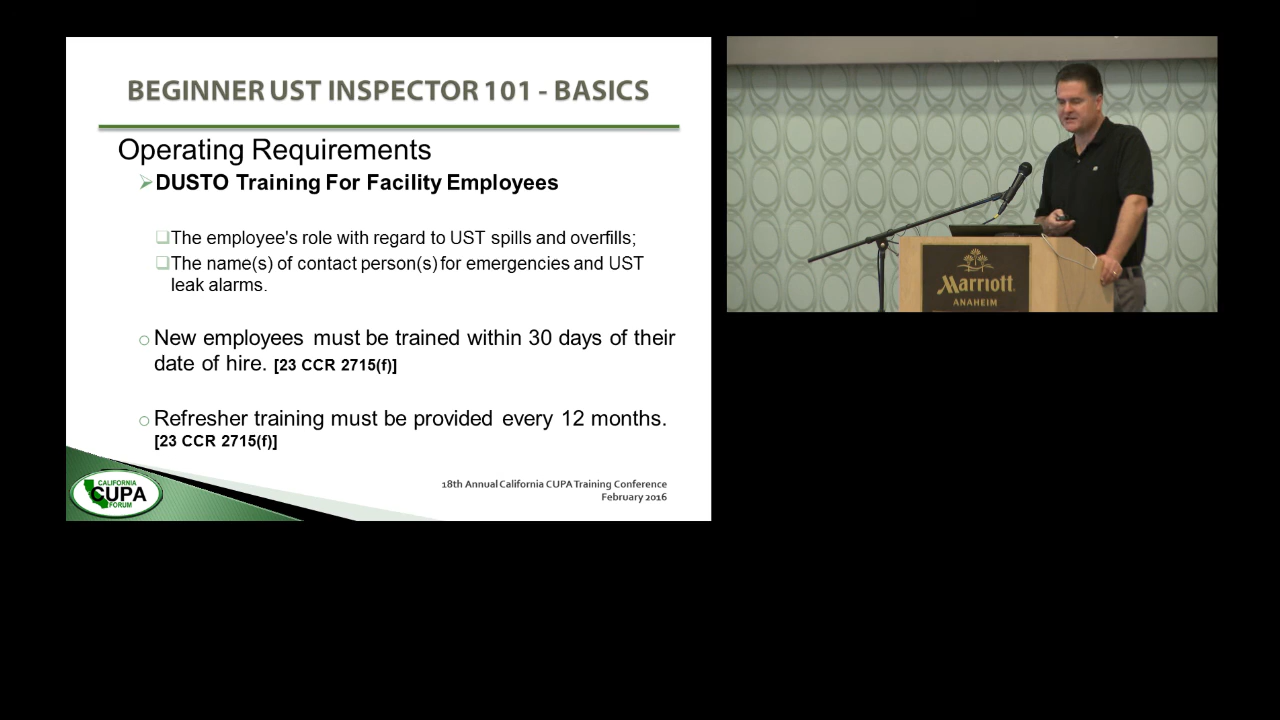 BEGINNER UST INSPECTOR 101 - BASICS
Operating Requirements
DUSTO Training For Facility Employees
The employee's role with regard to UST spills and overfills;
The name(s) of contact person(s) for emergencies and UST
leak alarms.
New employees must be trained within 30 days of their
date of hire. [23 CCR 2715(f)]
Refresher training must be provided every 12 months.
[23 CCR 2715(f)]
CALIFORNIA
CUPA
FORUM
18th Annual California CUPA Training Conference
February 2016
Marriott
ANAHEIM